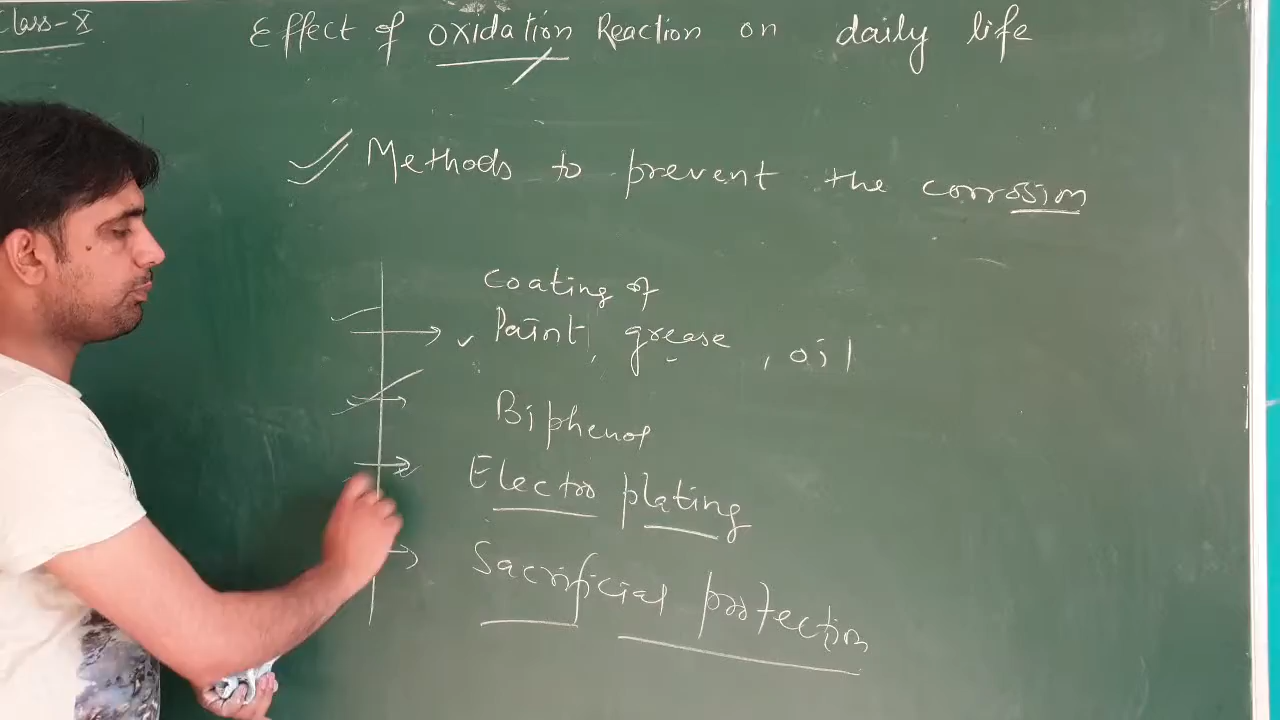 Class-X
Effect of oxidation Reaction on daily life
Methods to prevent the corrosion
Coating of
Paint, grease, oil
Biphenol
Electro plating
Sacrificial protection